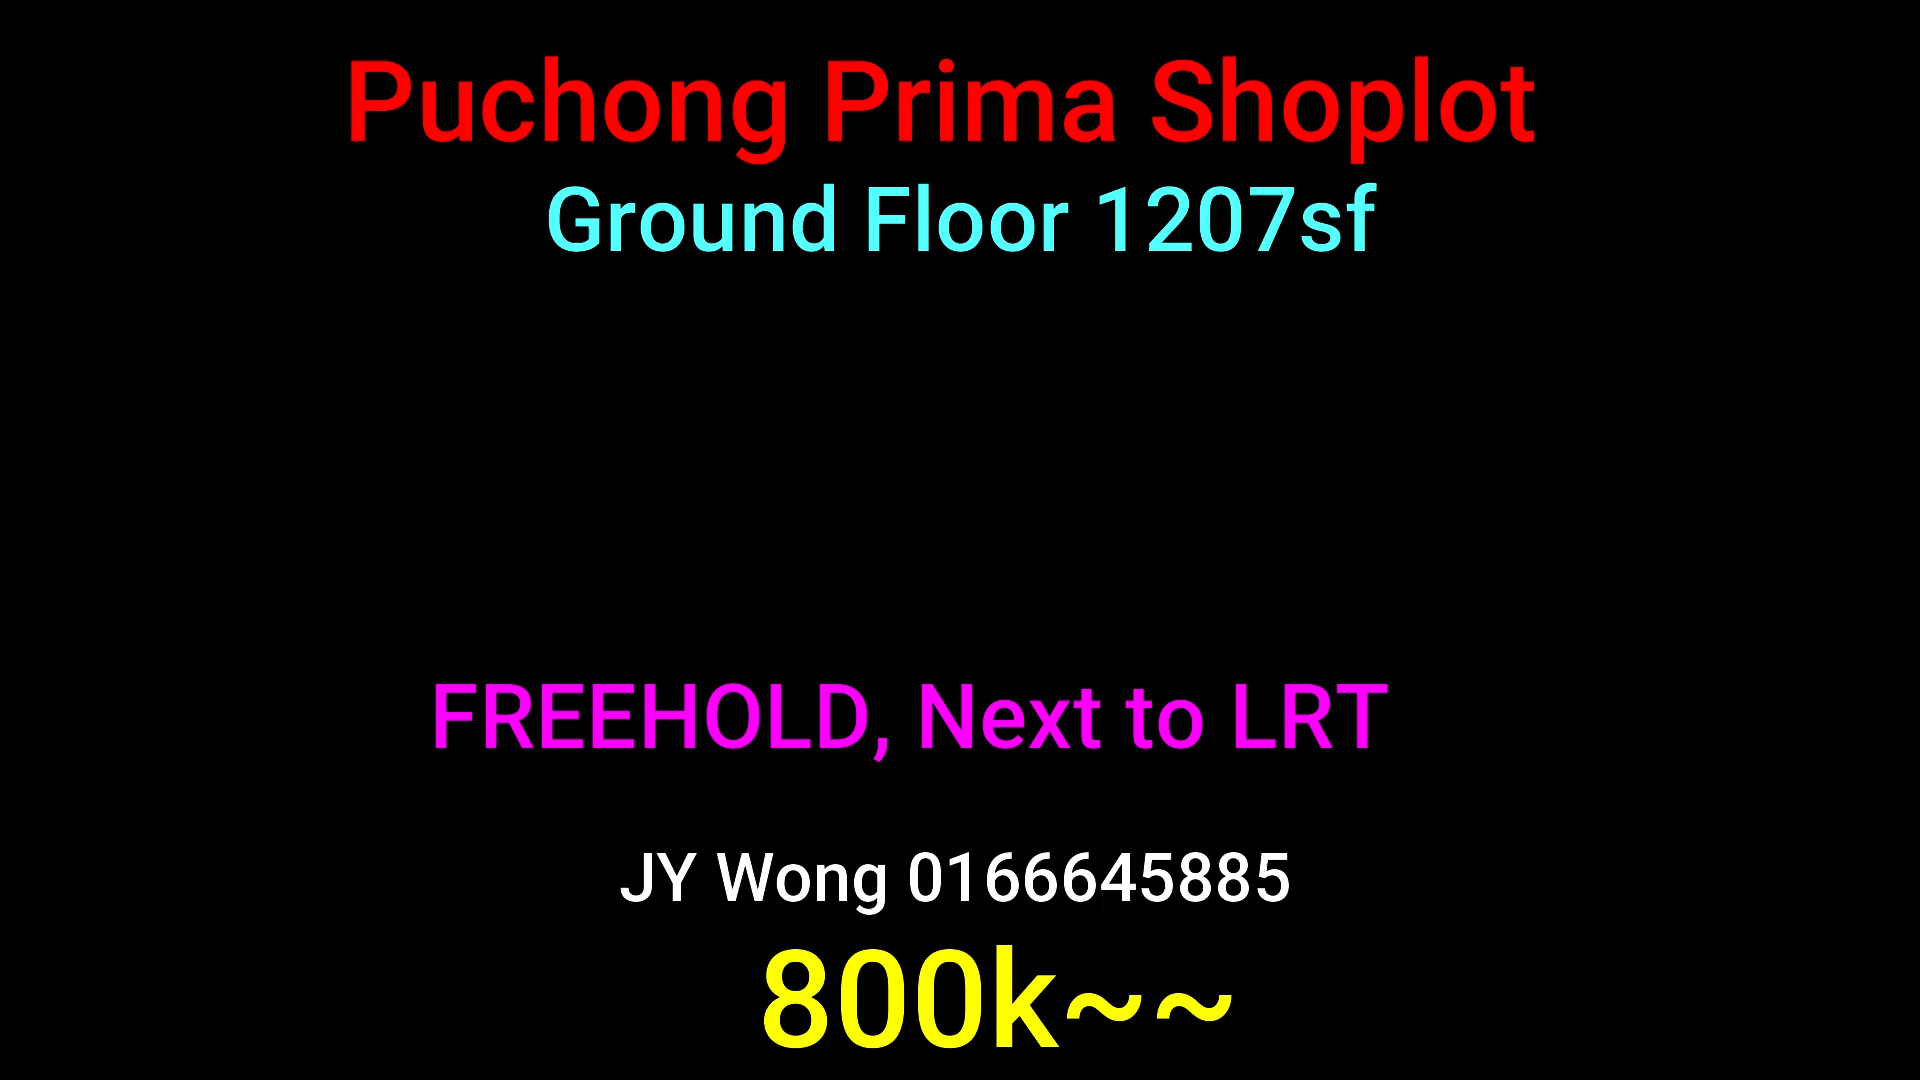 Puchong Prima Shoplot
Ground Floor 1207sf
FREEHOLD, Next to LRT
JY Wong 0166645885
800k~~